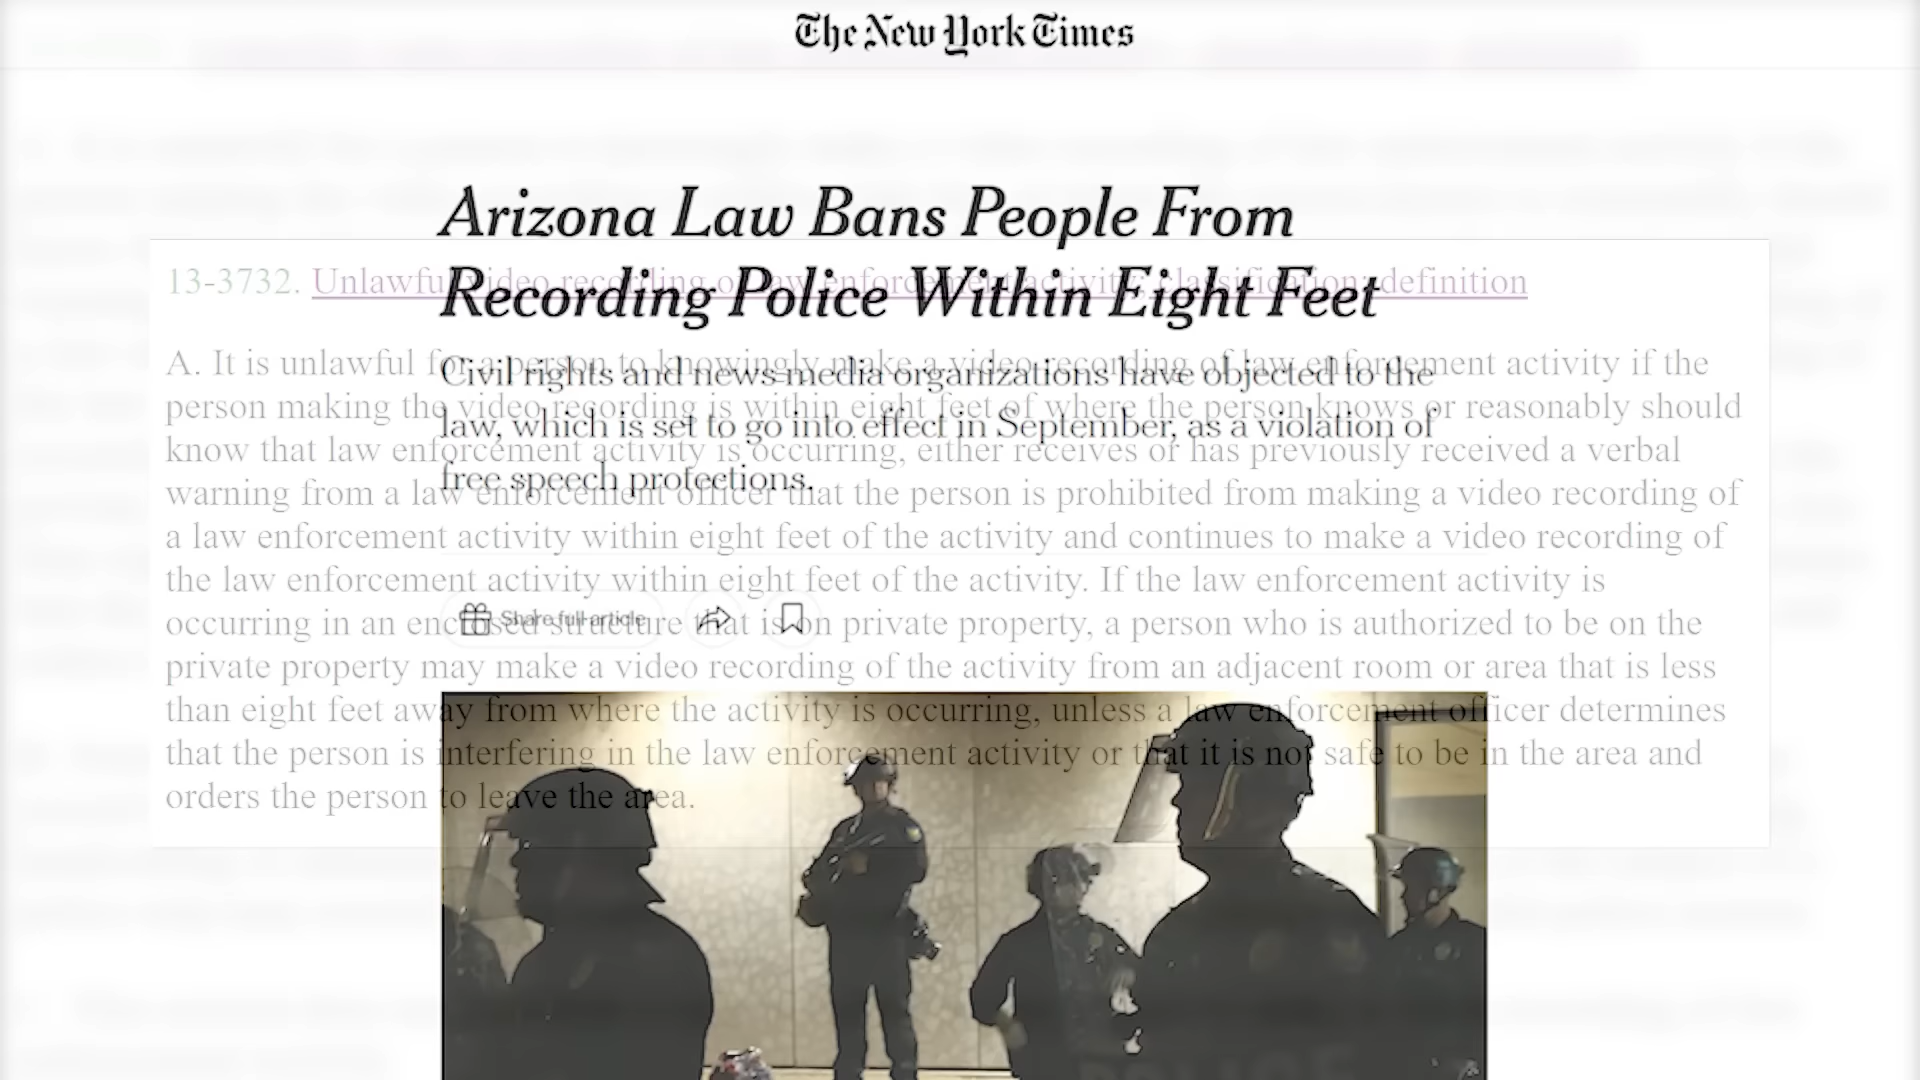 The New York Times
Arizona Law Bans People From
Recording Police Within Eight Feet
Civil rights and news media organizations have objected to the
law, which is set to go into effect in September, as a violation of
free speech protections.
Share full article
13-3732. Unlawful video recording of law enforcement activity; classification; definition
A. It is unlawful for a person to knowingly make a video recording of law enforcement activity if the
person making the video recording is within eight feet of where the person knows or reasonably should
know that law enforcement activity is occurring, either receives or has previously received a verbal
warning from a law enforcement officer that the person is prohibited from making a video recording of
a law enforcement activity within eight feet of the activity and continues to make a video recording of
the law enforcement activity within eight feet of the activity. If the law enforcement activity is
occurring in an enclosed structure that is on private property, a person who is authorized to be on the
private property may make a video recording of the activity from an adjacent room or area that is less
than eight feet away from where the activity is occurring, unless a law enforcement officer determines
that the person is interfering in the law enforcement activity or that it is not safe to be in the area and
orders the person to leave the area.
POLICE